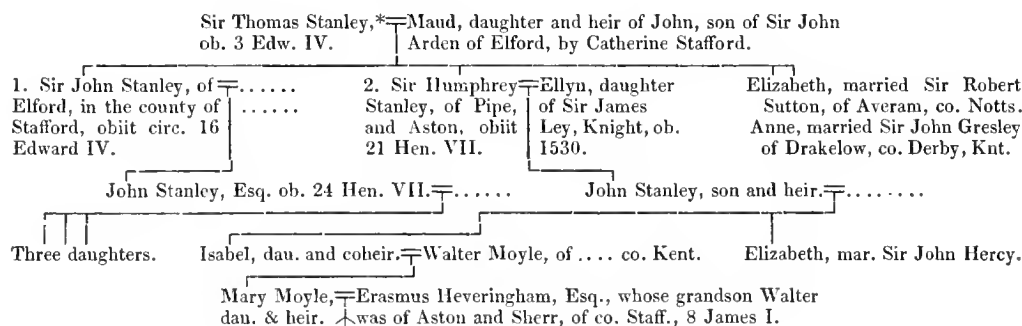 Sir Thomas Stanley,* Maud, daughter and heir of John, son of Sir John
ob. 3 Edw. IV. Arden of Elford, by Catherine Stafford.
1. Sir John Stanley, of ...... 2. Sir Humphrey Ellyn, daughter Elizabeth, married Sir Robert
Elford, in the county of ...... Stanley, of Pipe, of Sir James Sutton, of Averam, co. Notts.
Stafford, obiit circ. 16 and Aston, obiit Ley, Knight, ob. Anne, married Sir John Gresley
Edward IV. 21 Hen. VII. 1530. of Drakelow, co. Derby, Knt.
John Stanley, Esq. ob. 24 Hen. VII. ...... John Stanley, son and heir. ........
Three daughters. Isabel, dau. and coheir. Walter Moyle, of .... co. Kent. Elizabeth, mar. Sir John Hercy.
Mary Moyle, Erasmus Heveringham, Esq., whose grandson Walter
dau. & heir. was of Aston and Sherr, of co. Staff., 8 James I.